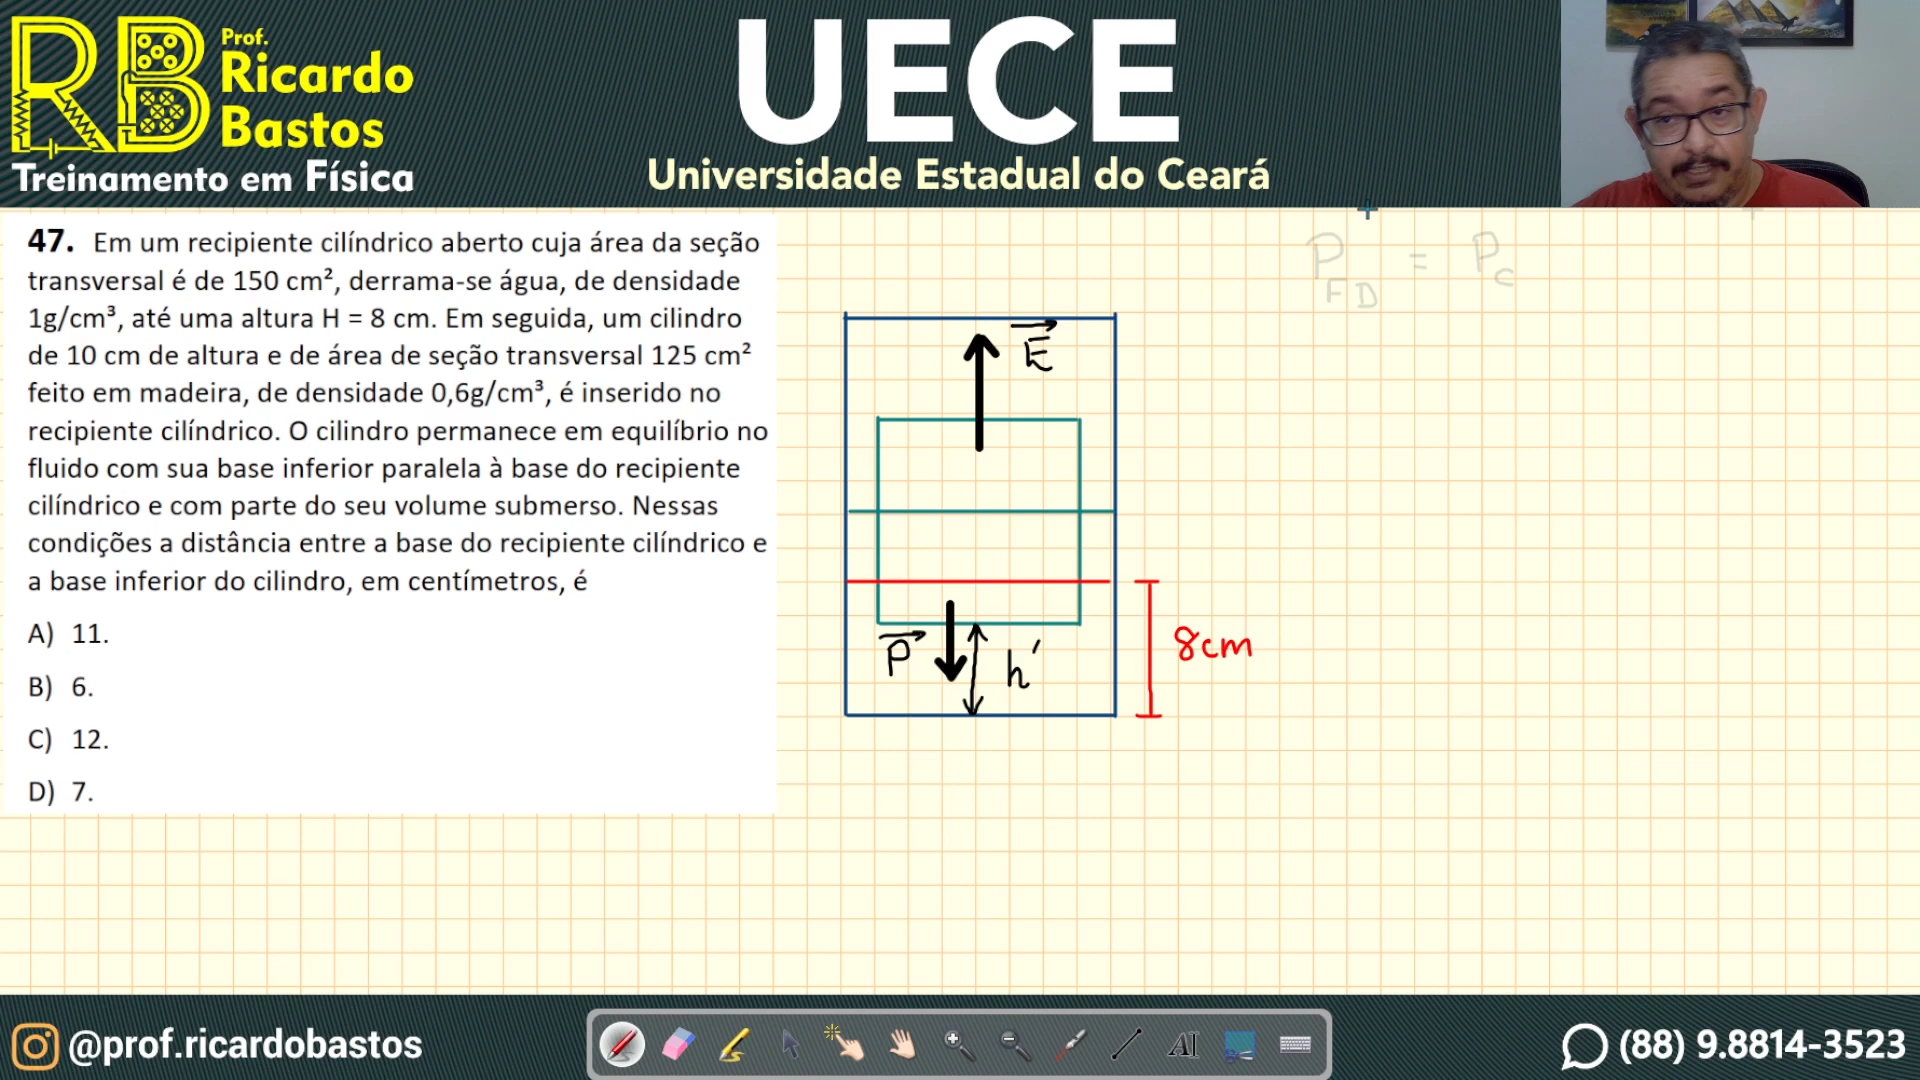 RB
Prof.
Ricardo
Bastos
Treinamento em Física
UECE
Universidade Estadual do Ceará
47. Em um recipiente cilíndrico aberto cuja área da seção
transversal é de 150 cm², derrama-se água, de densidade
1g/cm³, até uma altura H = 8 cm. Em seguida, um cilindro
de 10 cm de altura e de área de seção transversal 125 cm²
feito em madeira, de densidade 0,6g/cm³, é inserido no
recipiente cilíndrico. O cilindro permanece em equilíbrio no
fluido com sua base inferior paralela à base do recipiente
cilíndrico e com parte do seu volume submerso. Nessas
condições a distância entre a base do recipiente cilíndrico e
a base inferior do cilindro, em centímetros, é
A) 11.
B) 6.
C) 12.
D) 7.
E
P
h'
8cm
P_FD = P_C
AI
@prof.ricardobastos
(88) 9.8814-3523